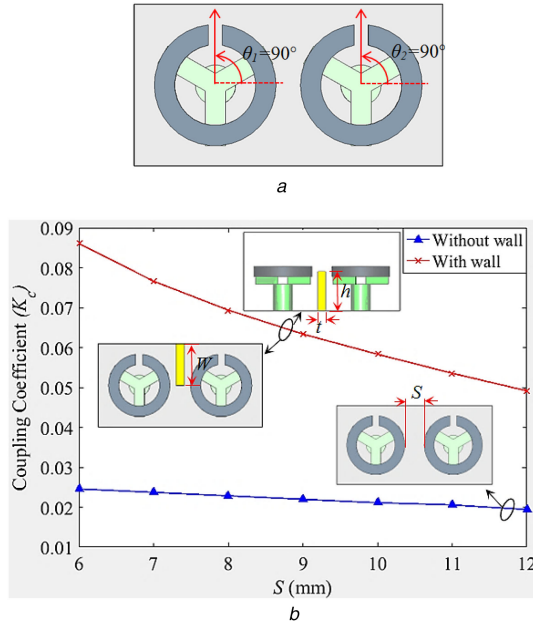 θ₁=90°
θ₂=90°
a
0.09
0.08
0.07
0.06
0.05
0.04
0.03
0.02
0.01
Coupling Coefficient (K_c)
Without wall
With wall
h
t
W
S
6
7
8
9
10
11
12
S (mm)
b